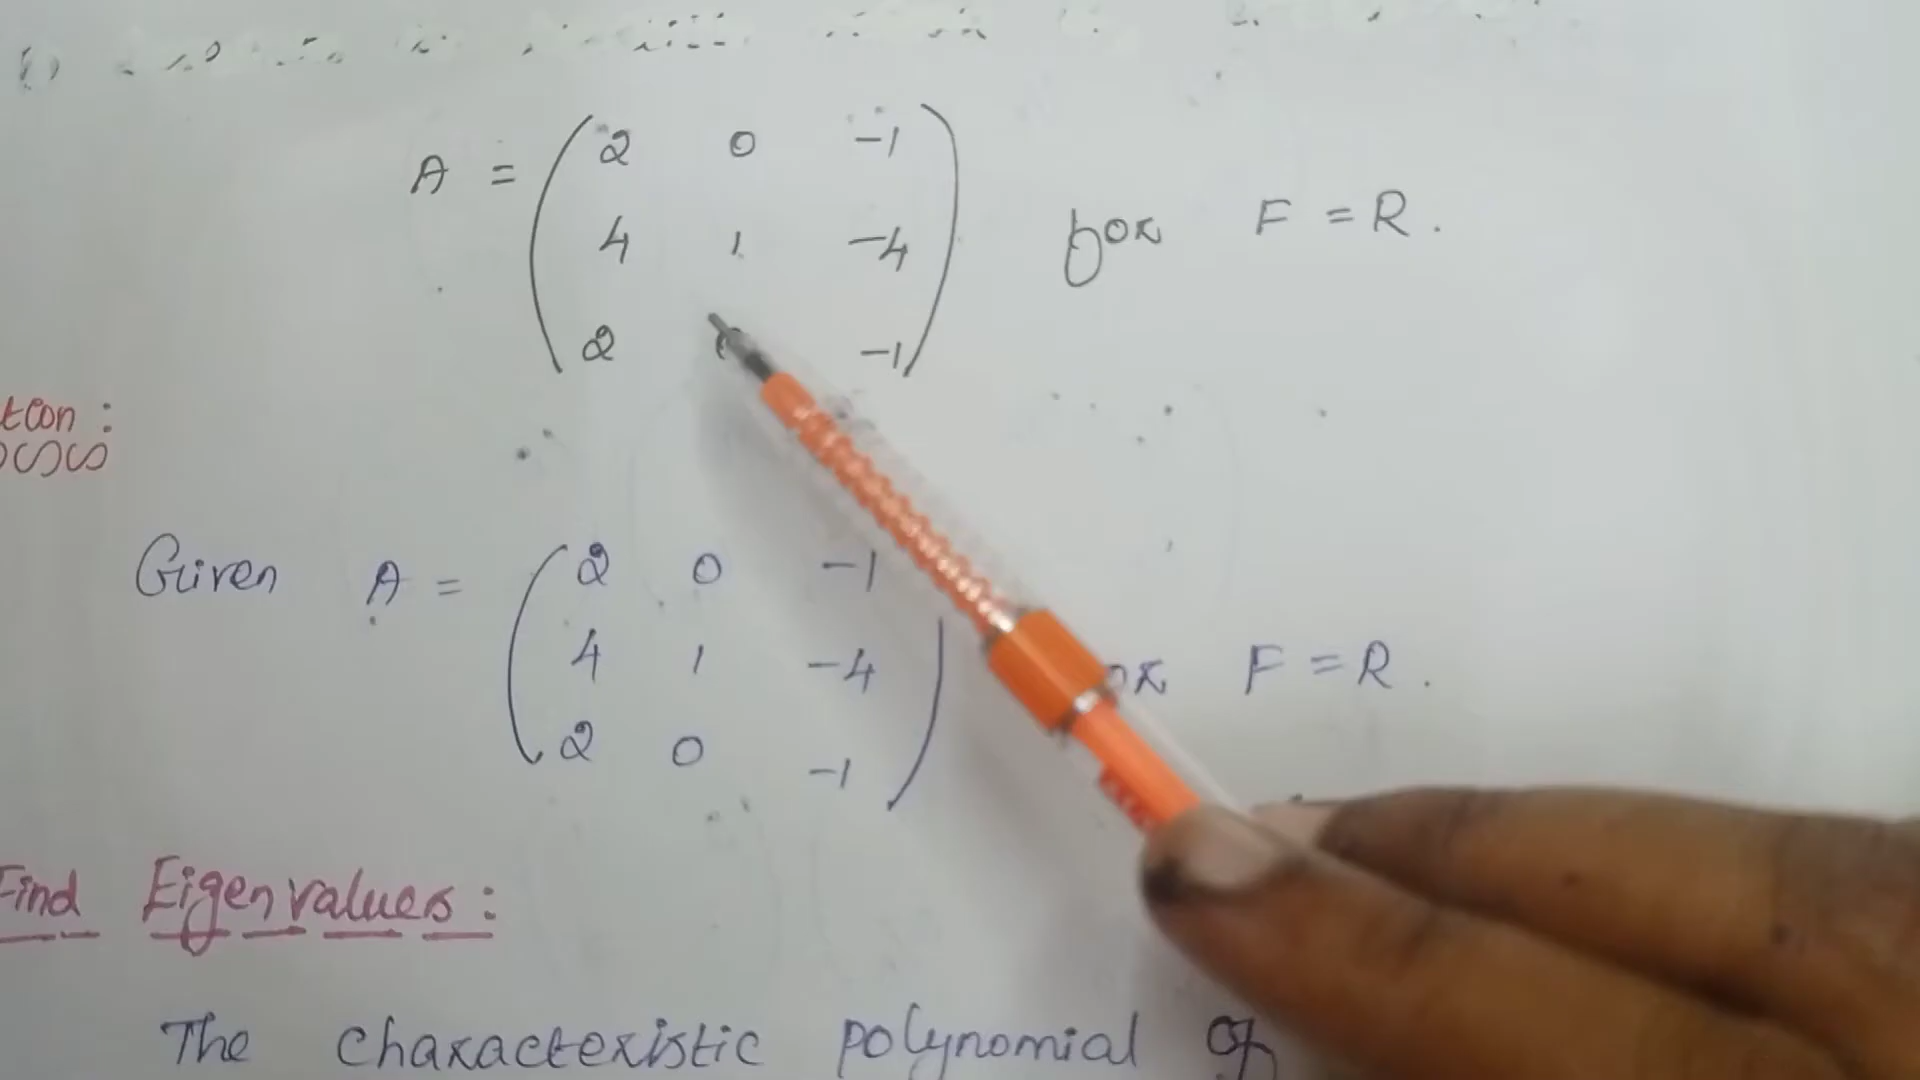 A = ( 2 0 -1
4 1 -4 for F = R.
2 -1 )
tion:
Given A = ( 2 0 -1
4 1 -4 F = R.
2 0 -1 )
Find Eigenvalues:
The characteristic polynomial of